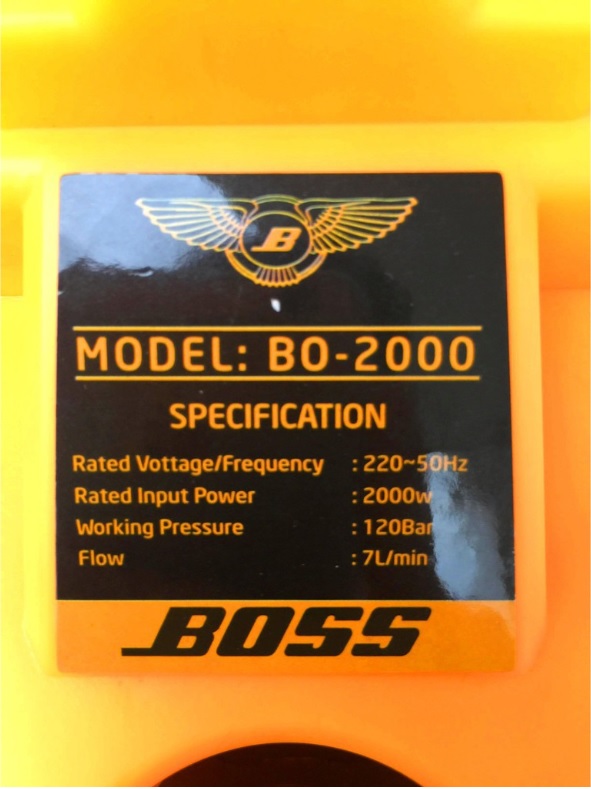 B
MODEL: BO-2000
SPECIFICATION
Rated Vottage/Frequency : 220~50Hz
Rated Input Power : 2000w
Working Pressure : 120Bar
Flow : 7L/min
BOSS